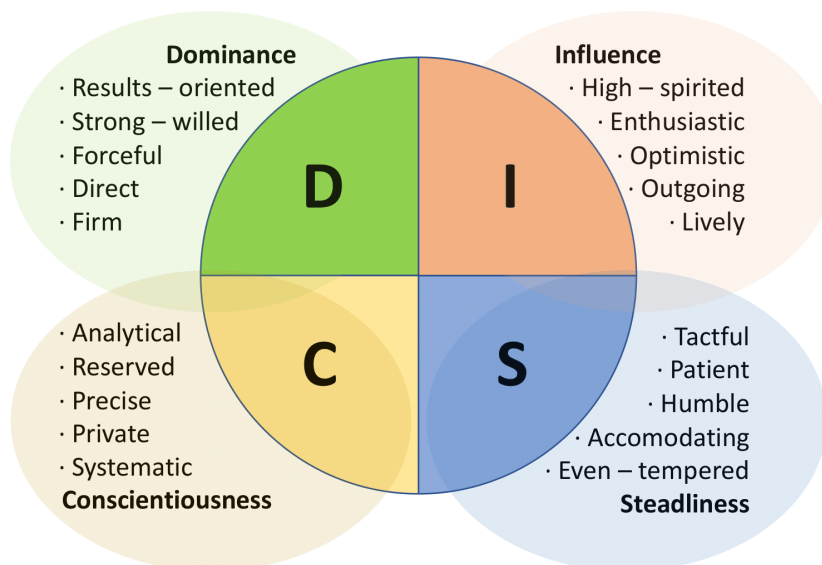 Dominance
· Results – oriented
· Strong – willed
· Forceful
· Direct
· Firm
D
Influence
· High – spirited
· Enthusiastic
· Optimistic
· Outgoing
· Lively
I
· Analytical
· Reserved
· Precise
· Private
· Systematic
Conscientiousness
C
· Tactful
· Patient
· Humble
· Accomodating
· Even – tempered
Steadliness
S